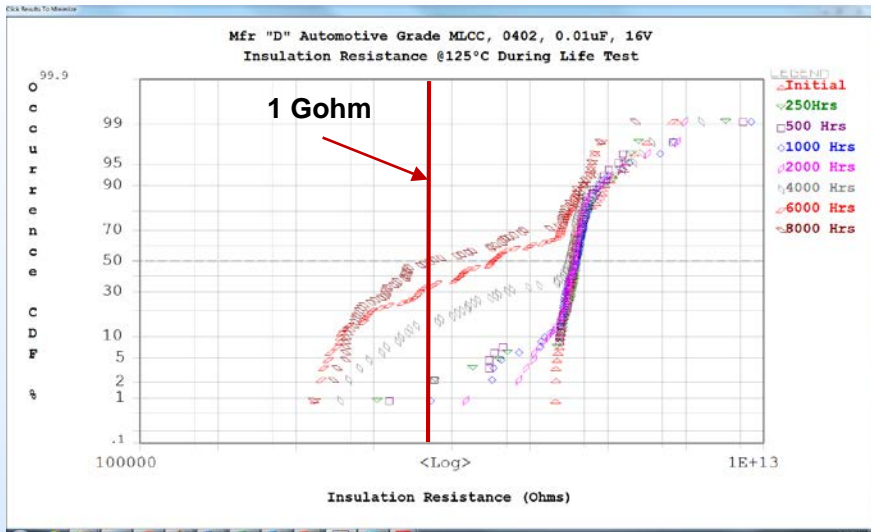 Click Results To Minimize
Mfr "D" Automotive Grade MLCC, 0402, 0.01uF, 16V
Insulation Resistance @125°C During Life Test
99.9
99
95
90
70
50
30
10
5
2
1
.1
Occurrence CDF %
1 Gohm
LEGEND
Initial
250Hrs
500 Hrs
1000 Hrs
2000 Hrs
4000 Hrs
6000 Hrs
8000 Hrs
100000 <Log> 1E+13
Insulation Resistance (Ohms)